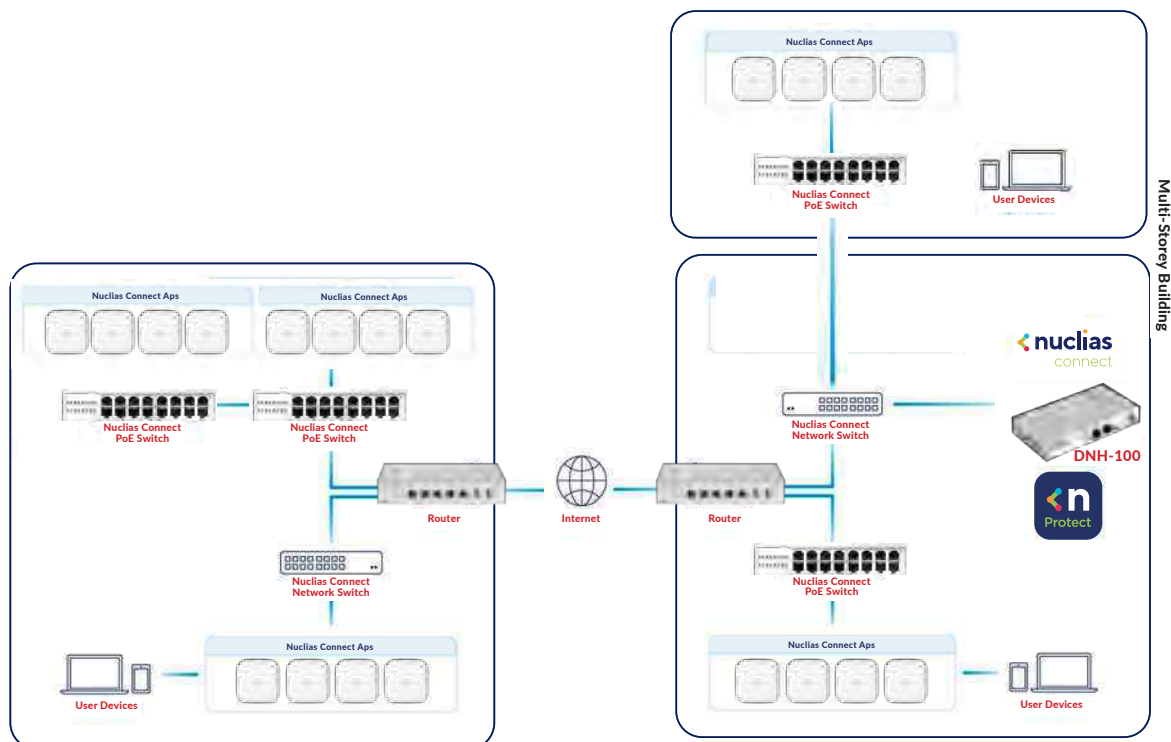 Nuclias Connect Aps
Nuclias Connect
PoE Switch
User Devices
Multi-Storey Building
Nuclias Connect Aps
Nuclias Connect Aps
Nuclias Connect
PoE Switch
Nuclias Connect
PoE Switch
nuclias
connect
Nuclias Connect
Network Switch
DNH-100
n
Protect
Router
Internet
Router
Nuclias Connect
Network Switch
Nuclias Connect
PoE Switch
Nuclias Connect Aps
User Devices
Nuclias Connect Aps
User Devices